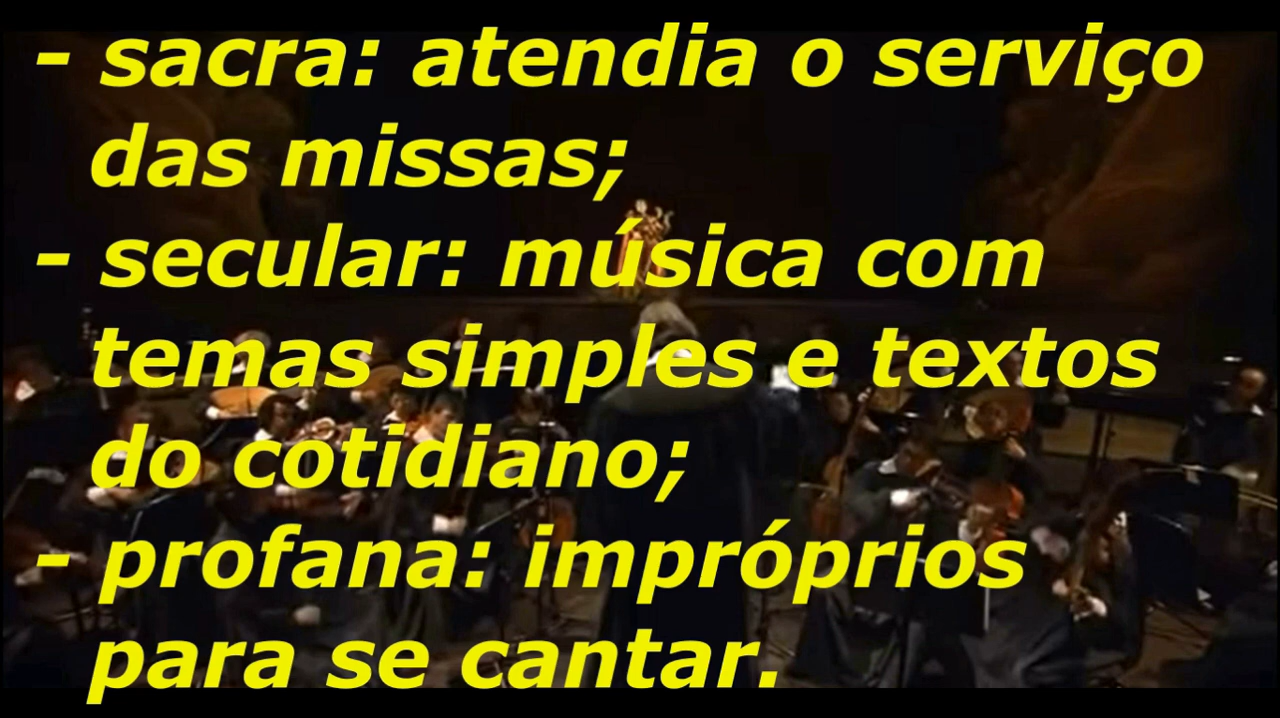 - sacra: atendia o serviço
das missas;
- secular: música com
temas simples e textos
do cotidiano;
- profana: impróprios
para se cantar.